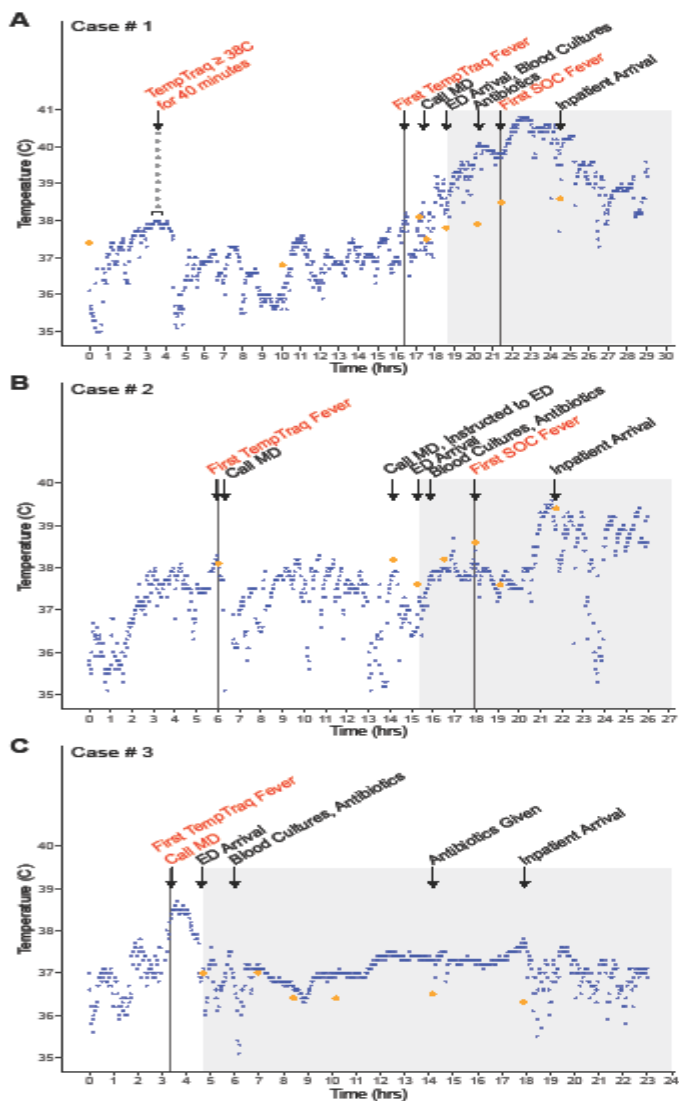 A
Case # 1
TempTraq ≥ 38C
for 40 minutes
First TempTraq Fever
Call MD
ED Arrival, Blood Cultures
Antibiotics
First SOC Fever
Inpatient Arrival
Temperature (C)
41
40
39
38
37
36
35
0 1 2 3 4 5 6 7 8 9 10 11 12 13 14 15 16 17 18 19 20 21 22 23 24 25 26 27 28 29 30
Time (hrs)
B
Case # 2
First TempTraq Fever
Call MD
Call MD, Instructed to ED
ED Arrival
Blood Cultures, Antibiotics
First SOC Fever
Inpatient Arrival
Temperature (C)
40
39
38
37
36
35
0 1 2 3 4 5 6 7 8 9 10 11 12 13 14 15 16 17 18 19 20 21 22 23 24 25 26 27
Time (hrs)
C
Case # 3
First TempTraq Fever
Call MD
ED Arrival
Blood Cultures, Antibiotics
Antibiotics Given
Inpatient Arrival
Temperature (C)
40
39
38
37
36
35
0 1 2 3 4 5 6 7 8 9 10 11 12 13 14 15 16 17 18 19 20 21 22 23 24
Time (hrs)